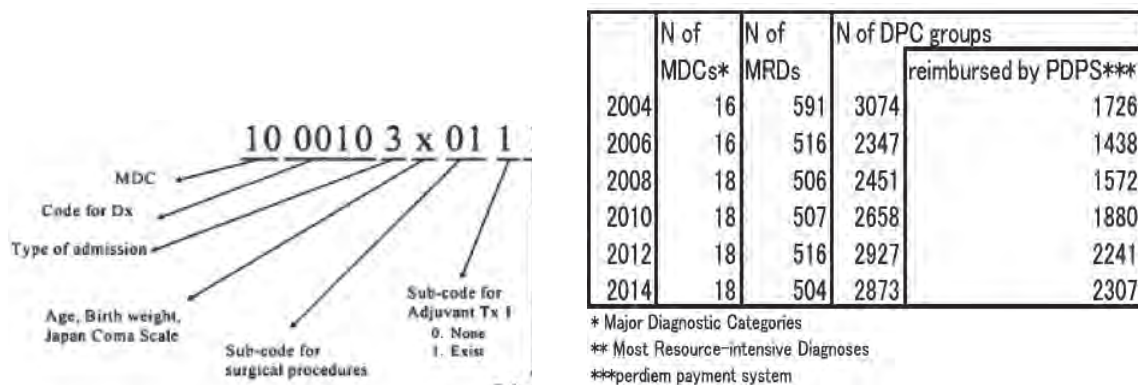 10 0010 3 x 01 1
MDC
Code for Dx
Type of admission
Age, Birth weight,
Japan Coma Scale
Sub-code for
surgical procedures
Sub-code for
Adjuvant Tx 1
0. None
1. Exist
N of N of N of DPC groups
MDCs* MRDs reimbursed by PDPS***
2004 16 591 3074 1726
2006 16 516 2347 1438
2008 18 506 2451 1572
2010 18 507 2658 1880
2012 18 516 2927 2241
2014 18 504 2873 2307
* Major Diagnostic Categories
** Most Resource-intensive Diagnoses
***perdiem payment system